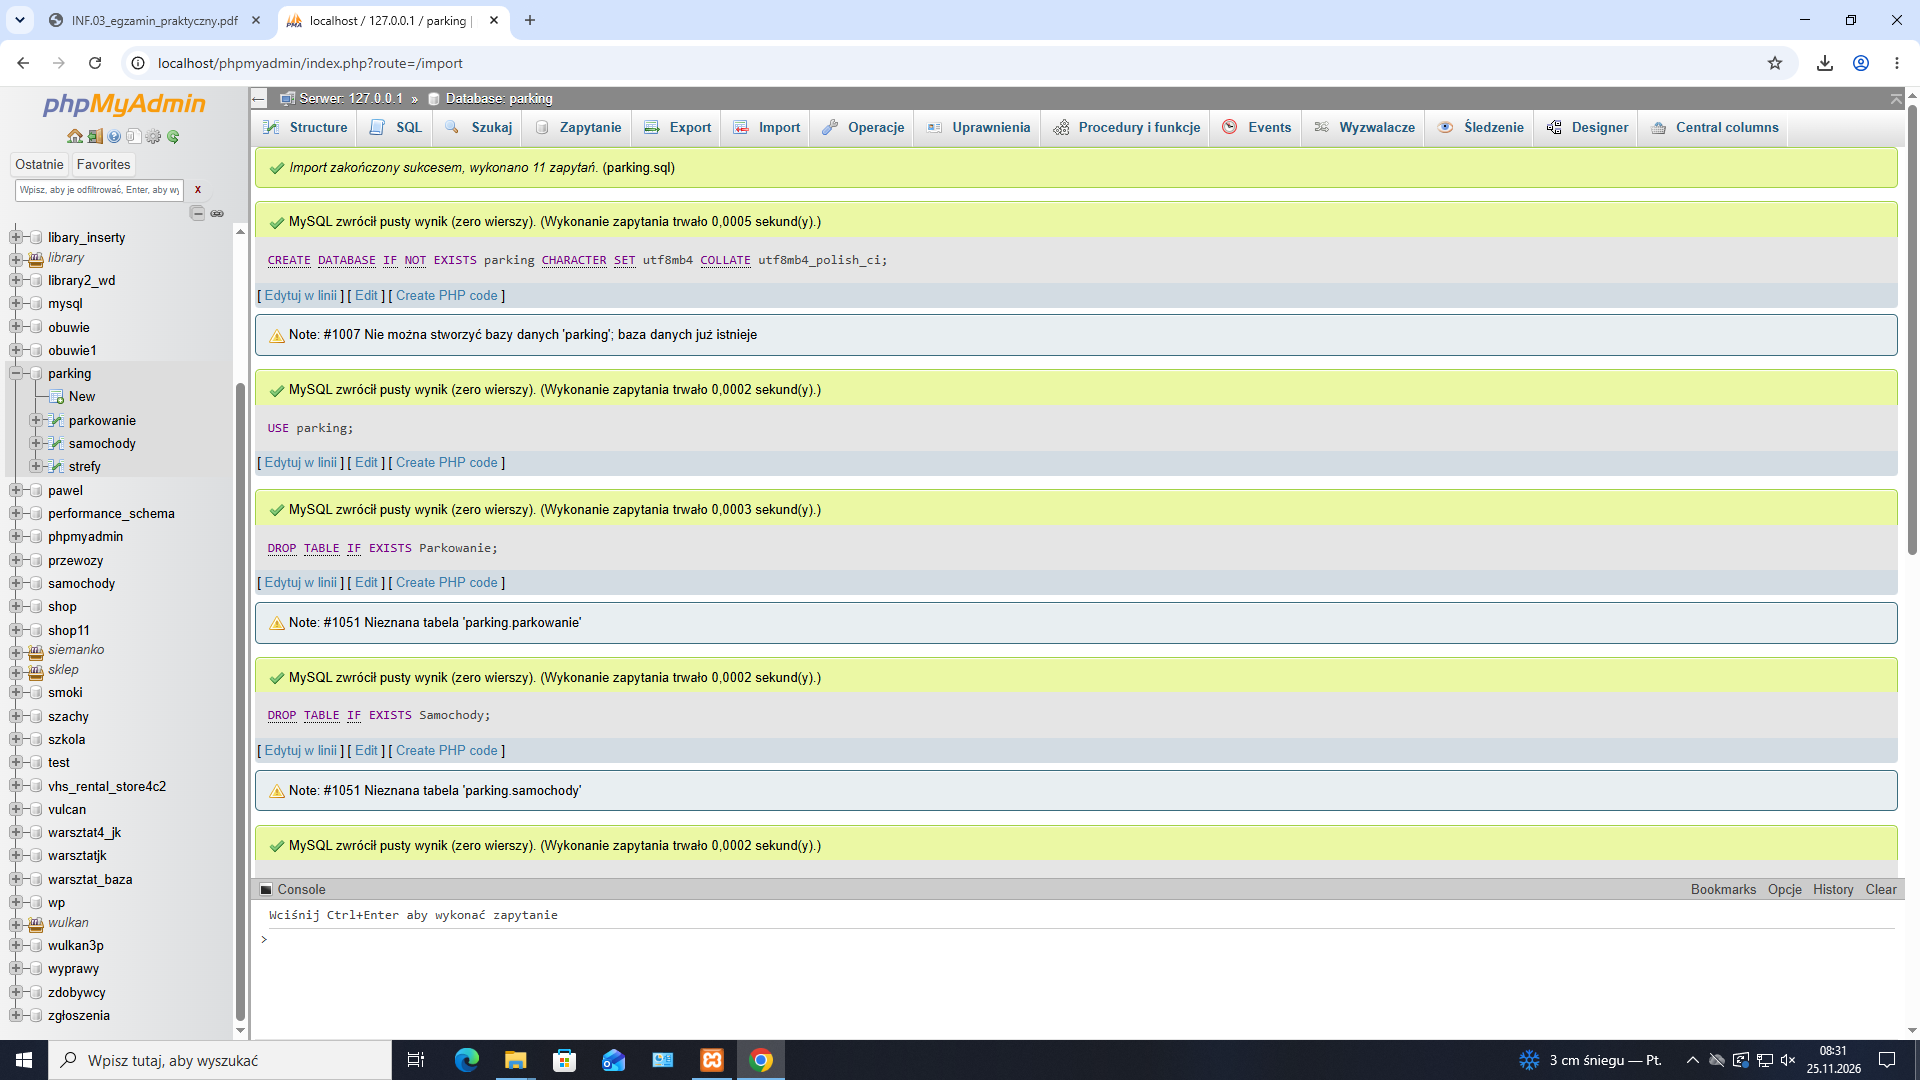 INF.03_egzamin_praktyczny.pdf
localhost / 127.0.0.1 / parking |
localhost/phpmyadmin/index.php?route=/import
phpMyAdmin
Ostatnie
Favorites
Wpisz, aby je odfiltrować, Enter, aby wy
X
libary_inserty
library
library2_wd
mysql
obuwie
obuwie1
parking
New
parkowanie
samochody
strefy
pawel
performance_schema
phpmyadmin
przewozy
samochody
shop
shop11
siemanko
sklep
smoki
szachy
szkola
test
vhs_rental_store4c2
vulcan
warsztat4_jk
warsztatjk
warsztat_baza
wp
wulkan
wulkan3p
wyprawy
zdobywcy
zgłoszenia
Serwer: 127.0.0.1 » Database: parking
Structure
SQL
Szukaj
Zapytanie
Export
Import
Operacje
Uprawnienia
Procedury i funkcje
Events
Wyzwalacze
Śledzenie
Designer
Central columns
Import zakończony sukcesem, wykonano 11 zapytań. (parking.sql)
MySQL zwrócił pusty wynik (zero wierszy). (Wykonanie zapytania trwało 0,0005 sekund(y).)
CREATE DATABASE IF NOT EXISTS parking CHARACTER SET utf8mb4 COLLATE utf8mb4_polish_ci;
[ Edytuj w linii ] [ Edit ] [ Create PHP code ]
Note: #1007 Nie można stworzyć bazy danych 'parking'; baza danych już istnieje
MySQL zwrócił pusty wynik (zero wierszy). (Wykonanie zapytania trwało 0,0002 sekund(y).)
USE parking;
[ Edytuj w linii ] [ Edit ] [ Create PHP code ]
MySQL zwrócił pusty wynik (zero wierszy). (Wykonanie zapytania trwało 0,0003 sekund(y).)
DROP TABLE IF EXISTS Parkowanie;
[ Edytuj w linii ] [ Edit ] [ Create PHP code ]
Note: #1051 Nieznana tabela 'parking.parkowanie'
MySQL zwrócił pusty wynik (zero wierszy). (Wykonanie zapytania trwało 0,0002 sekund(y).)
DROP TABLE IF EXISTS Samochody;
[ Edytuj w linii ] [ Edit ] [ Create PHP code ]
Note: #1051 Nieznana tabela 'parking.samochody'
MySQL zwrócił pusty wynik (zero wierszy). (Wykonanie zapytania trwało 0,0002 sekund(y).)
Console
Bookmarks
Opcje
History
Clear
Wciśnij Ctrl+Enter aby wykonać zapytanie
>
Wpisz tutaj, aby wyszukać
3 cm śniegu — Pt.
08:31
25.11.2026